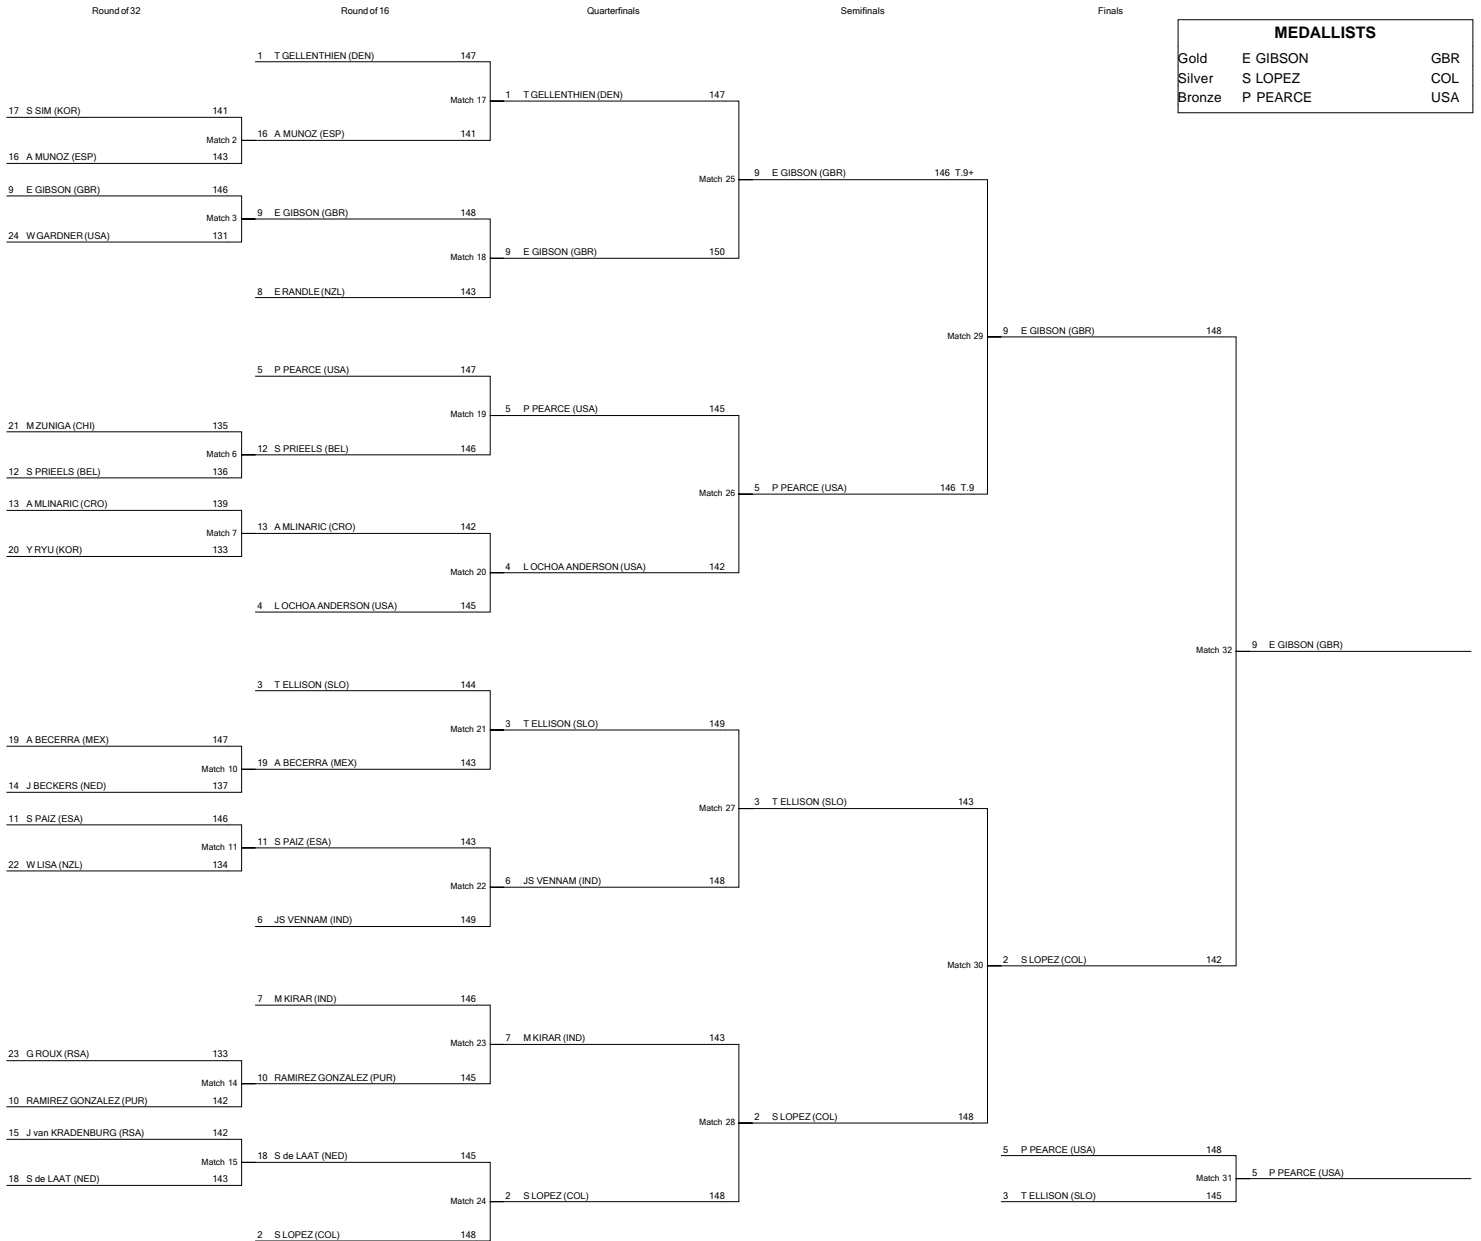 Round of 32 Round of 16 Quarterfinals Semifinals Finals
MEDALLISTS
Gold E GIBSON GBR
Silver S LOPEZ COL
Bronze P PEARCE USA
1 T GELLENTHIEN (DEN) 147
Match 17 1 T GELLENTHIEN (DEN) 147
17 S SIM (KOR) 141
Match 2 16 A MUNOZ (ESP) 141
16 A MUNOZ (ESP) 143
Match 25 9 E GIBSON (GBR) 146 T.9+
9 E GIBSON (GBR) 146
Match 3 9 E GIBSON (GBR) 148
24 W GARDNER (USA) 131
Match 18 9 E GIBSON (GBR) 150
8 E RANDLE (NZL) 143
Match 29 9 E GIBSON (GBR) 148
5 P PEARCE (USA) 147
Match 19 5 P PEARCE (USA) 145
21 M ZUNIGA (CHI) 135
Match 6 12 S PRIEELS (BEL) 146
12 S PRIEELS (BEL) 136
Match 26 5 P PEARCE (USA) 146 T.9
13 A MLINARIC (CRO) 139
Match 7 13 A MLINARIC (CRO) 142
20 Y RYU (KOR) 133
Match 20 4 L OCHOA ANDERSON (USA) 142
4 L OCHOA ANDERSON (USA) 145
Match 32 9 E GIBSON (GBR)
3 T ELLISON (SLO) 144
Match 21 3 T ELLISON (SLO) 149
19 A BECERRA (MEX) 147
Match 10 19 A BECERRA (MEX) 143
14 J BECKERS (NED) 137
Match 27 3 T ELLISON (SLO) 143
11 S PAIZ (ESA) 146
Match 11 11 S PAIZ (ESA) 143
22 W LISA (NZL) 134
Match 22 6 JS VENNAM (IND) 148
6 JS VENNAM (IND) 149
Match 30 2 S LOPEZ (COL) 142
7 M KIRAR (IND) 146
Match 23 7 M KIRAR (IND) 143
23 G ROUX (RSA) 133
Match 14 10 RAMIREZ GONZALEZ (PUR) 145
10 RAMIREZ GONZALEZ (PUR) 142
Match 28 2 S LOPEZ (COL) 148
15 J van KRADENBURG (RSA) 142
5 P PEARCE (USA) 148
Match 15 18 S de LAAT (NED) 145
18 S de LAAT (NED) 143
Match 31 5 P PEARCE (USA)
Match 24 2 S LOPEZ (COL) 148
3 T ELLISON (SLO) 145
2 S LOPEZ (COL) 148